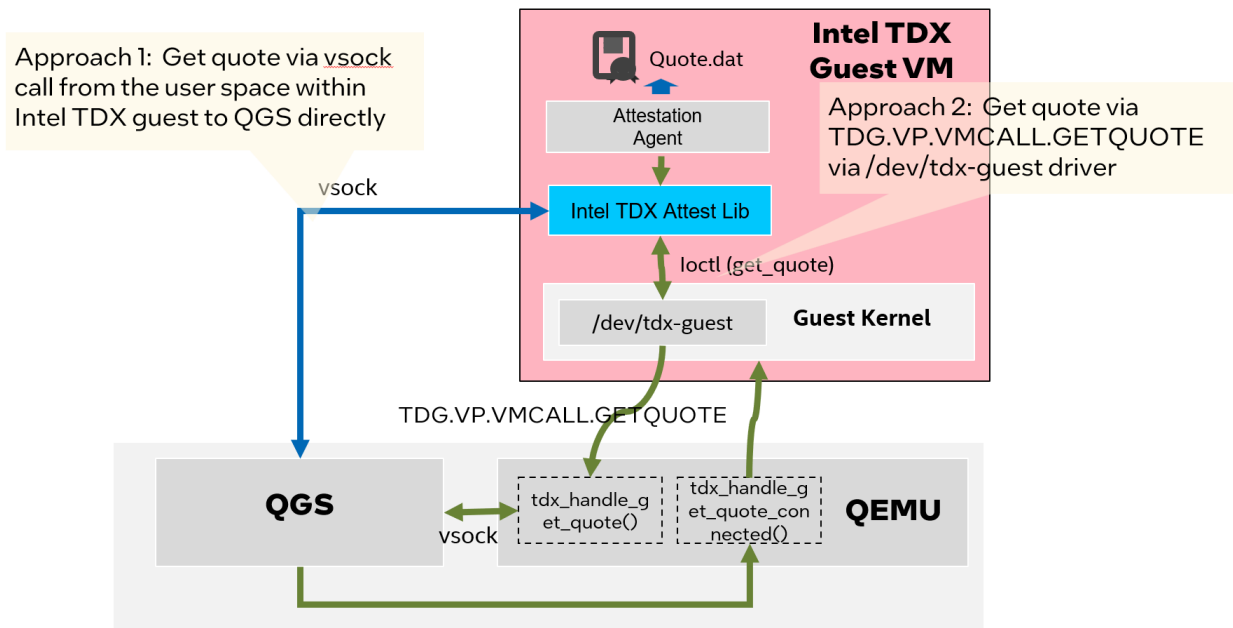 Approach 1:  Get quote via vsock
call from the user space within
Intel TDX guest to QGS directly
Intel TDX
Guest VM
Quote.dat
Attestation
Agent
Approach 2:  Get quote via
TDG.VP.VMCALL.GETQUOTE
via /dev/tdx-guest driver
vsock
Intel TDX Attest Lib
Ioctl (get_quote)
/dev/tdx-guest
Guest Kernel
TDG.VP.VMCALL.GETQUOTE
QGS
vsock
tdx_handle_g
et_quote()
tdx_handle_g
et_quote_con
nected()
QEMU